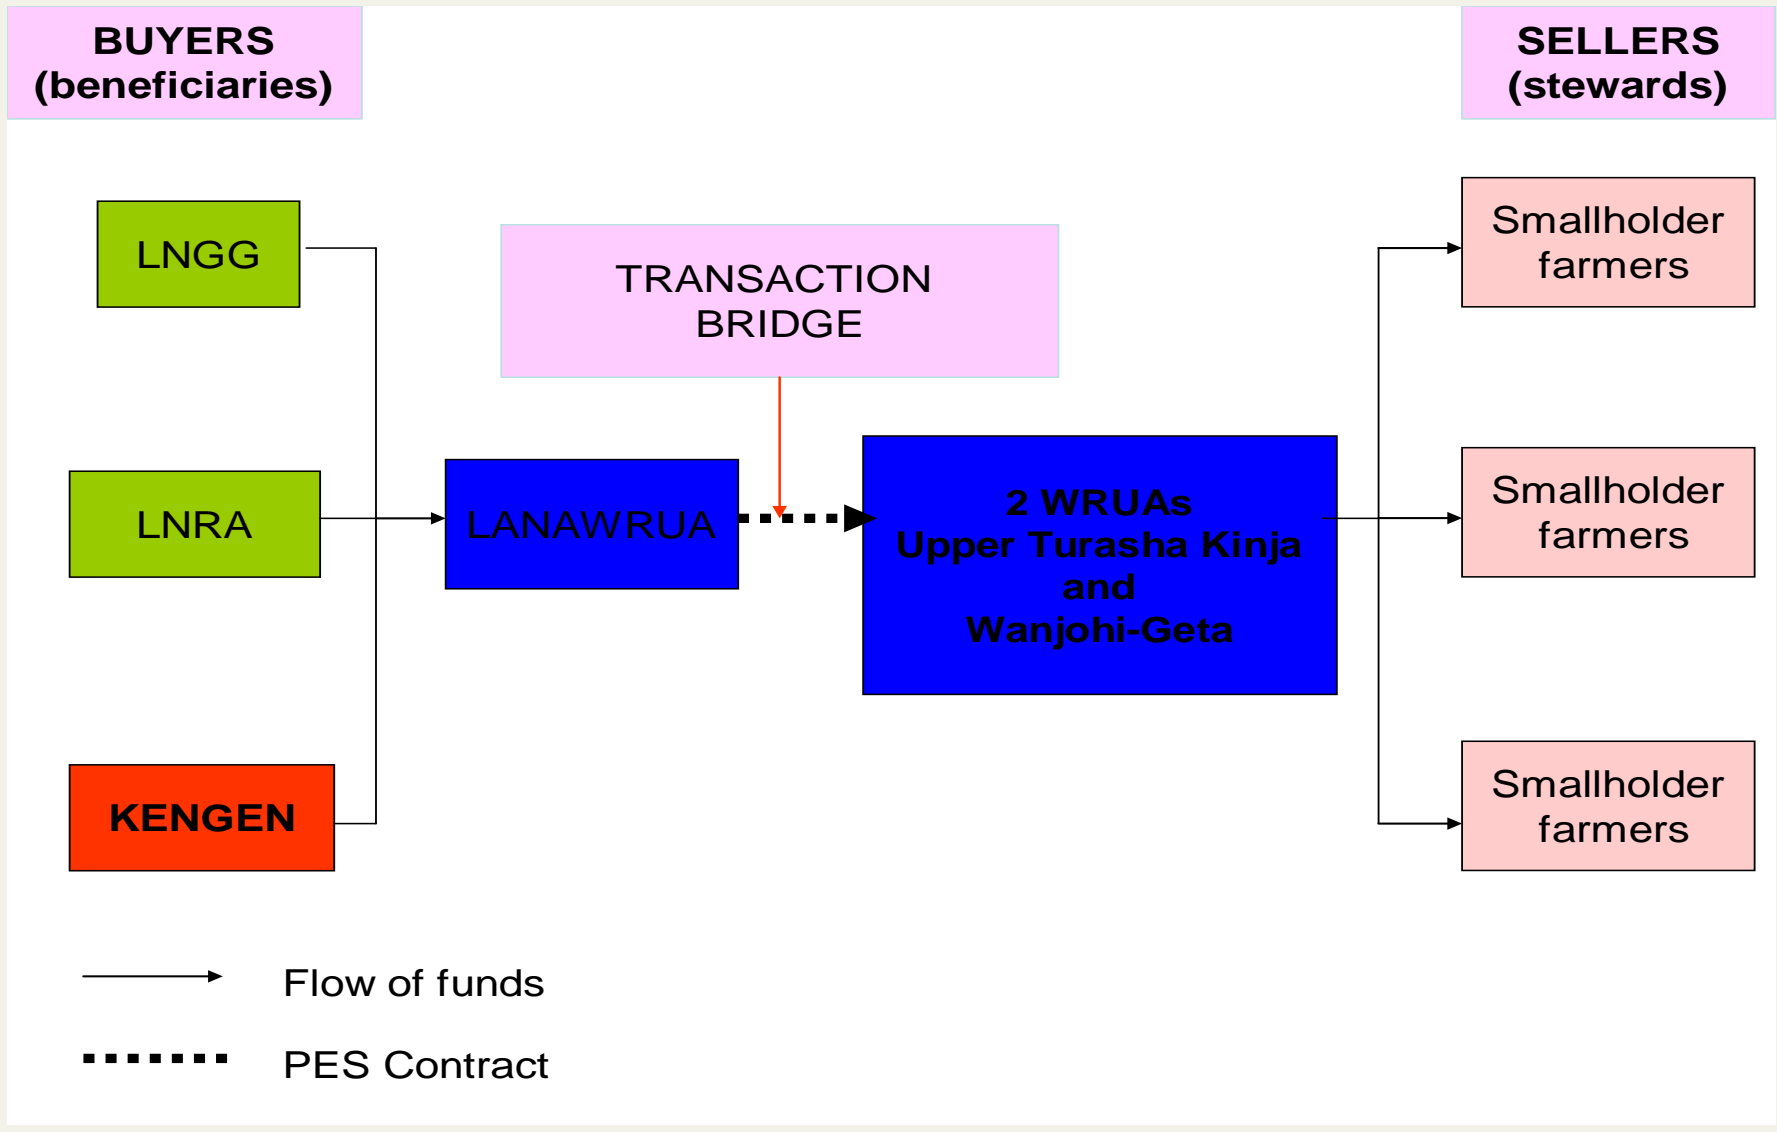 BUYERS
(beneficiaries)
SELLERS
(stewards)
LNGG
TRANSACTION
BRIDGE
Smallholder
farmers
LNRA
LANAWRUA
2 WRUAs
Upper Turasha Kinja
and
Wanjohi-Geta
Smallholder
farmers
KENGEN
Smallholder
farmers
Flow of funds
PES Contract